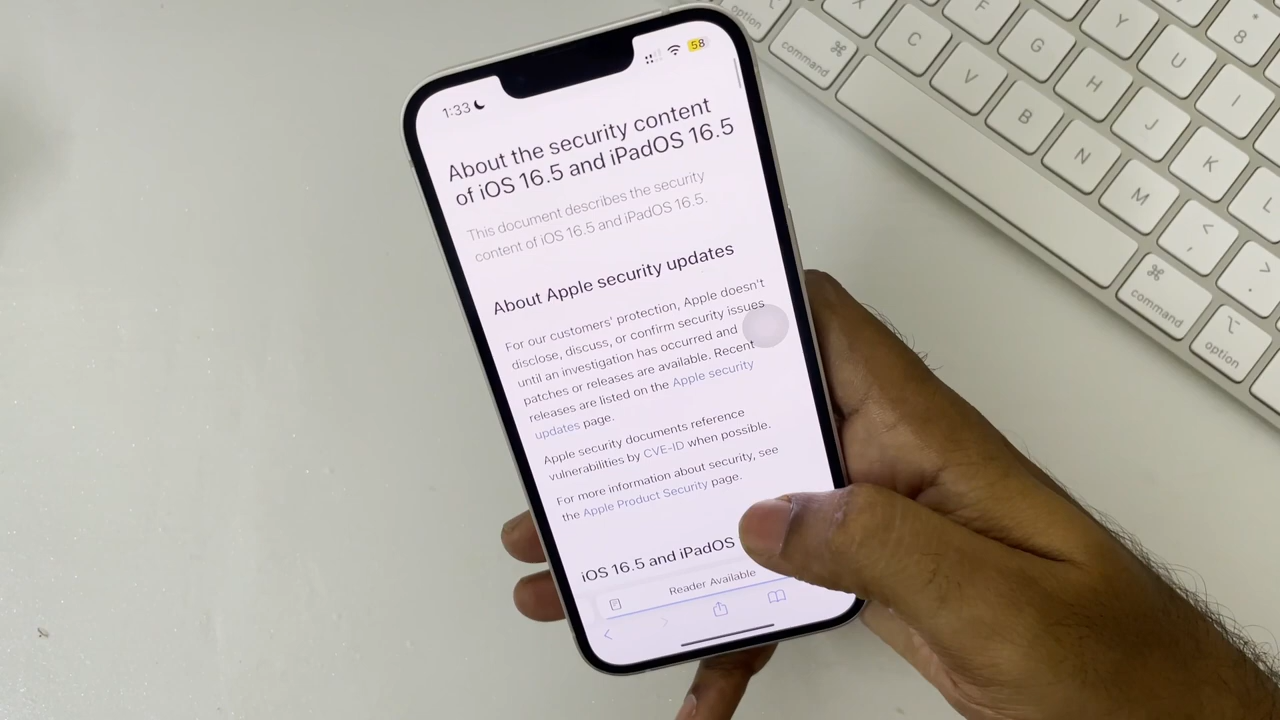 1:33
58
About the security content
of iOS 16.5 and iPadOS 16.5
This document describes the security
content of iOS 16.5 and iPadOS 16.5.
About Apple security updates
For our customers' protection, Apple doesn't
disclose, discuss, or confirm security issues
until an investigation has occurred and
patches or releases are available. Recent
releases are listed on the Apple security
updates page.
Apple security documents reference
vulnerabilities by CVE-ID when possible.
For more information about security, see
the Apple Product Security page.
iOS 16.5 and iPadOS
Reader Available
option
command ⌘
X
C
V
F
G
B
Y
H
N
U
J
M
*
8
I
K
<
,
L
>
.
⌘
command
option